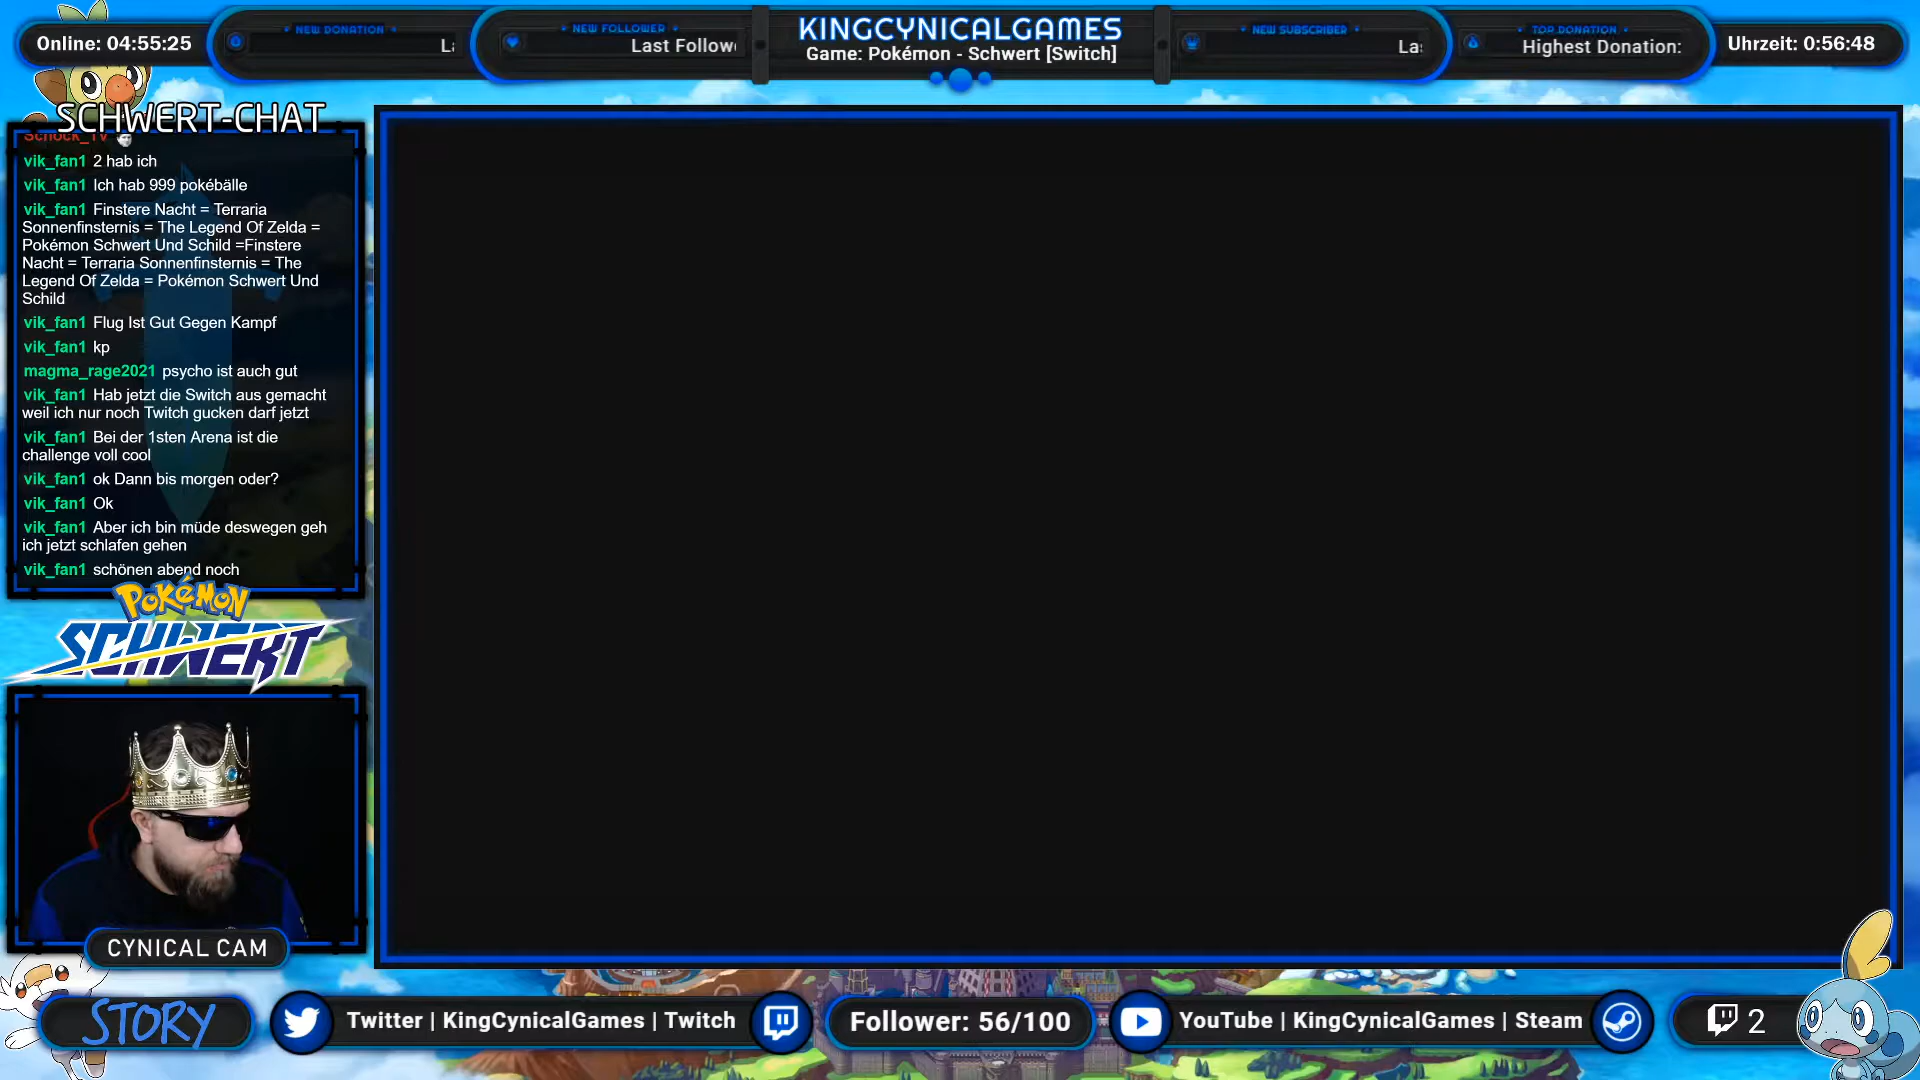 Online: 04:55:25
NEW DONATION
NEW FOLLOWER
Last Follow
KINGCYNICALGAMES
Game: Pokémon - Schwert [Switch]
NEW SUBSCRIBER
TOP DONATION
Highest Donation:
Uhrzeit: 0:56:48
SCHWERT-CHAT
Schock_TV
vik_fan1 2 hab ich
vik_fan1 Ich hab 999 pokébälle
vik_fan1 Finstere Nacht = Terraria
Sonnenfinsternis = The Legend Of Zelda =
Pokémon Schwert Und Schild =Finstere
Nacht = Terraria Sonnenfinsternis = The
Legend Of Zelda = Pokémon Schwert Und
Schild
vik_fan1 Flug Ist Gut Gegen Kampf
vik_fan1 kp
magma_rage2021 psycho ist auch gut
vik_fan1 Hab jetzt die Switch aus gemacht
weil ich nur noch Twitch gucken darf jetzt
vik_fan1 Bei der 1sten Arena ist die
challenge voll cool
vik_fan1 ok Dann bis morgen oder?
vik_fan1 Ok
vik_fan1 Aber ich bin müde deswegen geh
ich jetzt schlafen gehen
vik_fan1 schönen abend noch
POKéMON
SCHWERT
CYNICAL CAM
STORY
Twitter | KingCynicalGames | Twitch
Follower: 56/100
YouTube | KingCynicalGames | Steam
2